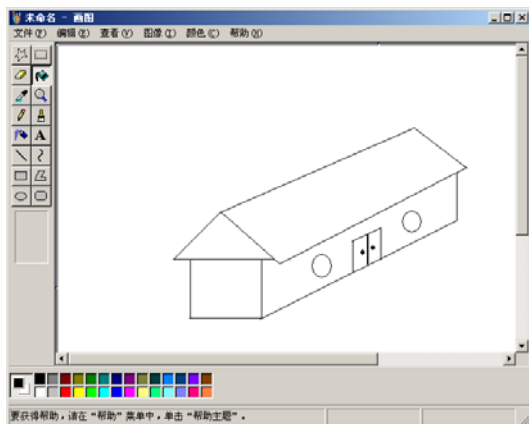 未命名 - 画图
文件(F) 编辑(E) 查看(V) 图像(I) 颜色(C) 帮助(H)
A
要获得帮助，请在“帮助”菜单中，单击“帮助主题”。